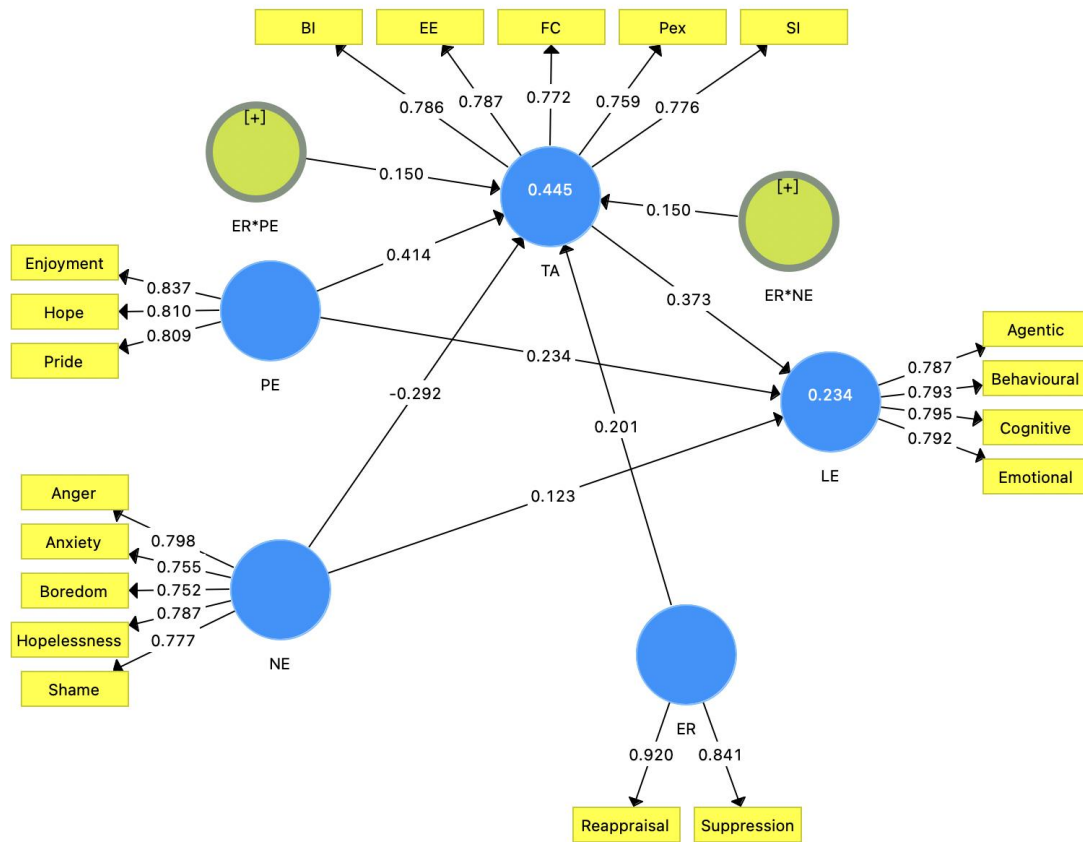 BI
EE
FC
Pex
SI
0.786
0.787
0.772
0.759
0.776
[+]
ER*PE
0.150
0.445
TA
[+]
ER*NE
0.150
Enjoyment
Hope
Pride
0.837
0.810
0.809
PE
0.414
0.234
0.373
-0.292
0.201
0.123
0.234
LE
Agentic
Behavioural
Cognitive
Emotional
0.787
0.793
0.795
0.792
Anger
Anxiety
Boredom
Hopelessness
Shame
0.798
0.755
0.752
0.787
0.777
NE
ER
0.920
0.841
Reappraisal
Suppression